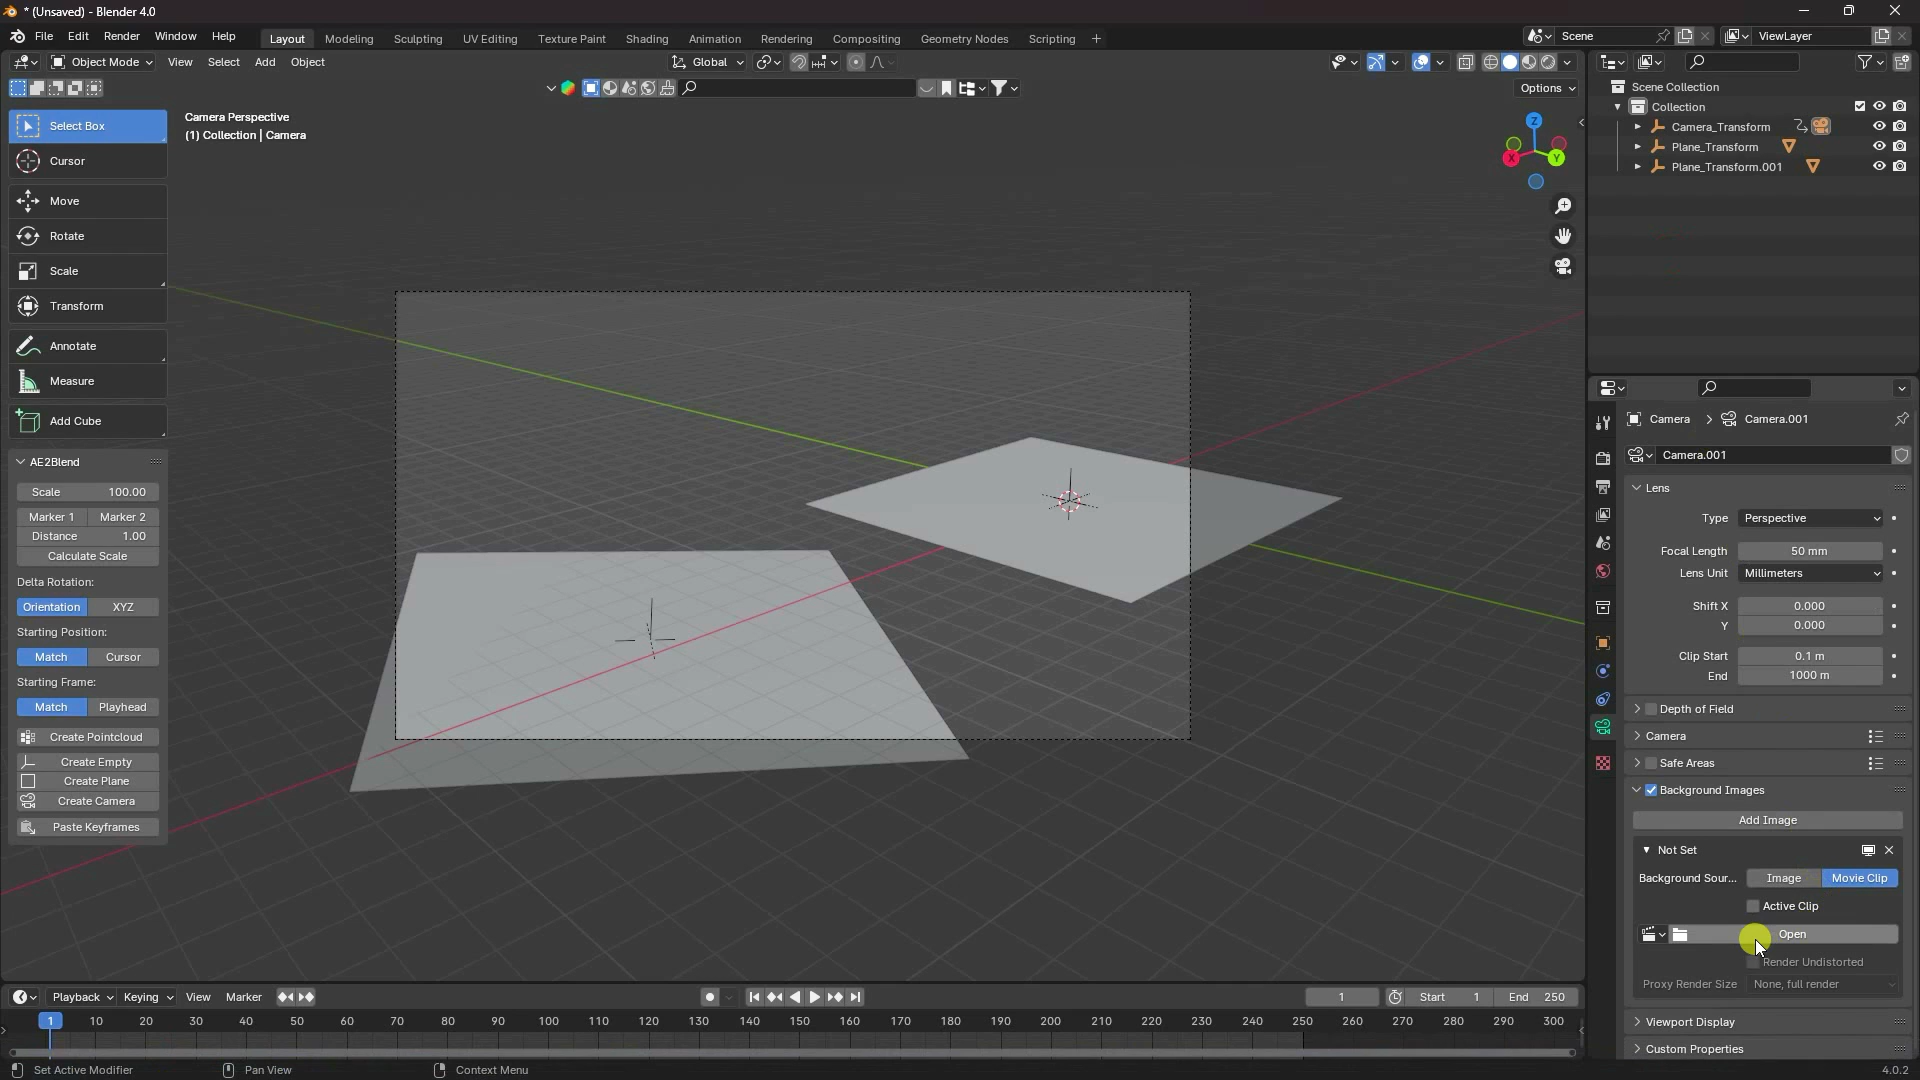 * (Unsaved) - Blender 4.0
File Edit Render Window Help Layout Modeling Sculpting UV Editing Texture Paint Shading Animation Rendering Compositing Geometry Nodes Scripting + Scene ViewLayer
Object Mode View Select Add Object Global
Options
Scene Collection
Collection
Camera_Transform
Plane_Transform
Plane_Transform.001
Camera Perspective
(1) Collection | Camera
Z
X
Y
Select Box
Cursor
Move
Rotate
Scale
Transform
Annotate
Measure
Add Cube
AE2Blend
Scale 100.00
Marker 1 Marker 2
Distance 1.00
Calculate Scale
Delta Rotation:
Orientation XYZ
Starting Position:
Match Cursor
Starting Frame:
Match Playhead
Create Pointcloud
Create Empty
Create Plane
Create Camera
Paste Keyframes
Camera > Camera.001
Camera.001
Lens
Type Perspective
Focal Length 50 mm
Lens Unit Millimeters
Shift X 0.000
Y 0.000
Clip Start 0.1 m
End 1000 m
Depth of Field
Camera
Safe Areas
Background Images
Add Image
Not Set
Background Sour... Image Movie Clip
Active Clip
Open
Render Undistorted
Proxy Render Size None, full render
Viewport Display
Custom Properties
Playback Keying View Marker 1 Start 1 End 250
1 10 20 30 40 50 60 70 80 90 100 110 120 130 140 150 160 170 180 190 200 210 220 230 240 250 260 270 280 290 300
Set Active Modifier Pan View Context Menu 4.0.2